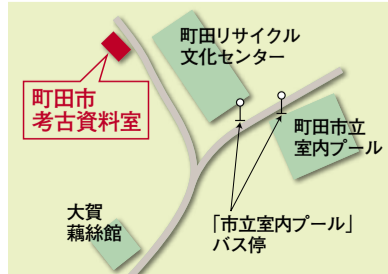 町田リサイクル
文化センター
町田市
考古資料室
町田市立
室内プール
大賀
藕絲館
「市立室内プール」
バス停